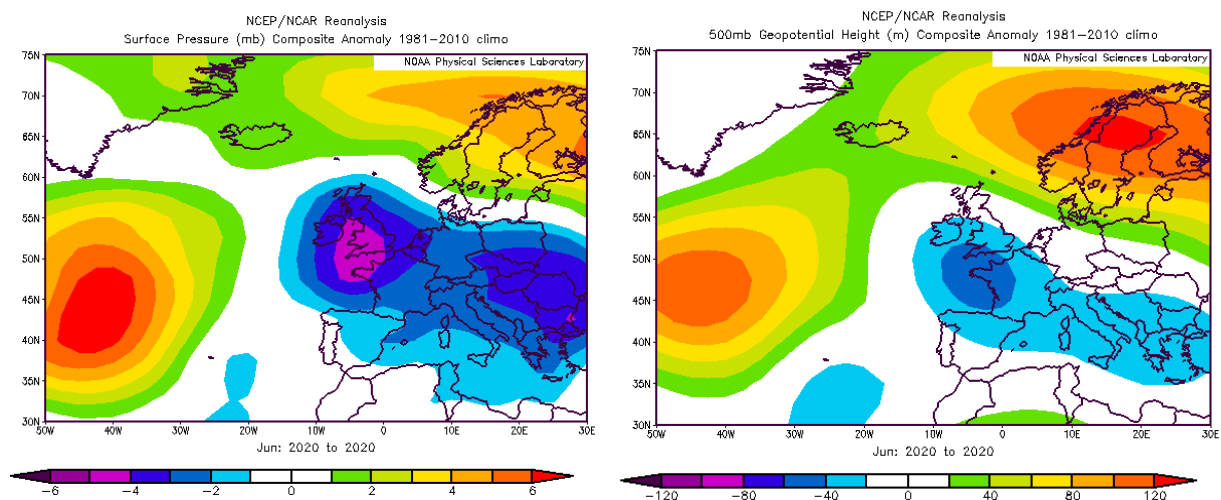 NCEP/NCAR Reanalysis
Surface Pressure (mb) Composite Anomaly 1981-2010 climo
NOAA Physical Sciences Laboratory
75N
70N
65N
60N
55N
50N
45N
40N
35N
30N
50W 40W 30W 20W 10W 0 10E 20E 30E
Jun: 2020 to 2020
-6 -4 -2 0 2 4 6
NCEP/NCAR Reanalysis
500mb Geopotential Height (m) Composite Anomaly 1981-2010 climo
NOAA Physical Sciences Laboratory
75N
70N
65N
60N
55N
50N
45N
40N
35N
30N
50W 40W 30W 20W 10W 0 10E 20E 30E
Jun: 2020 to 2020
-120 -80 -40 0 40 80 120